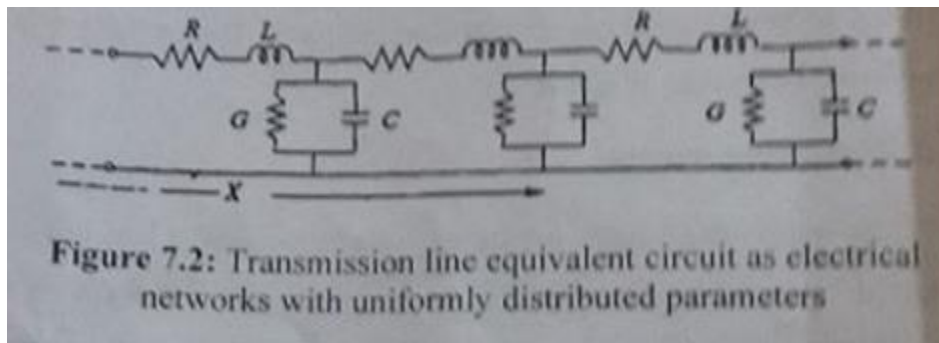 R L R L
G C G C
X
Figure 7.2: Transmission line equivalent circuit as electrical
networks with uniformly distributed parameters